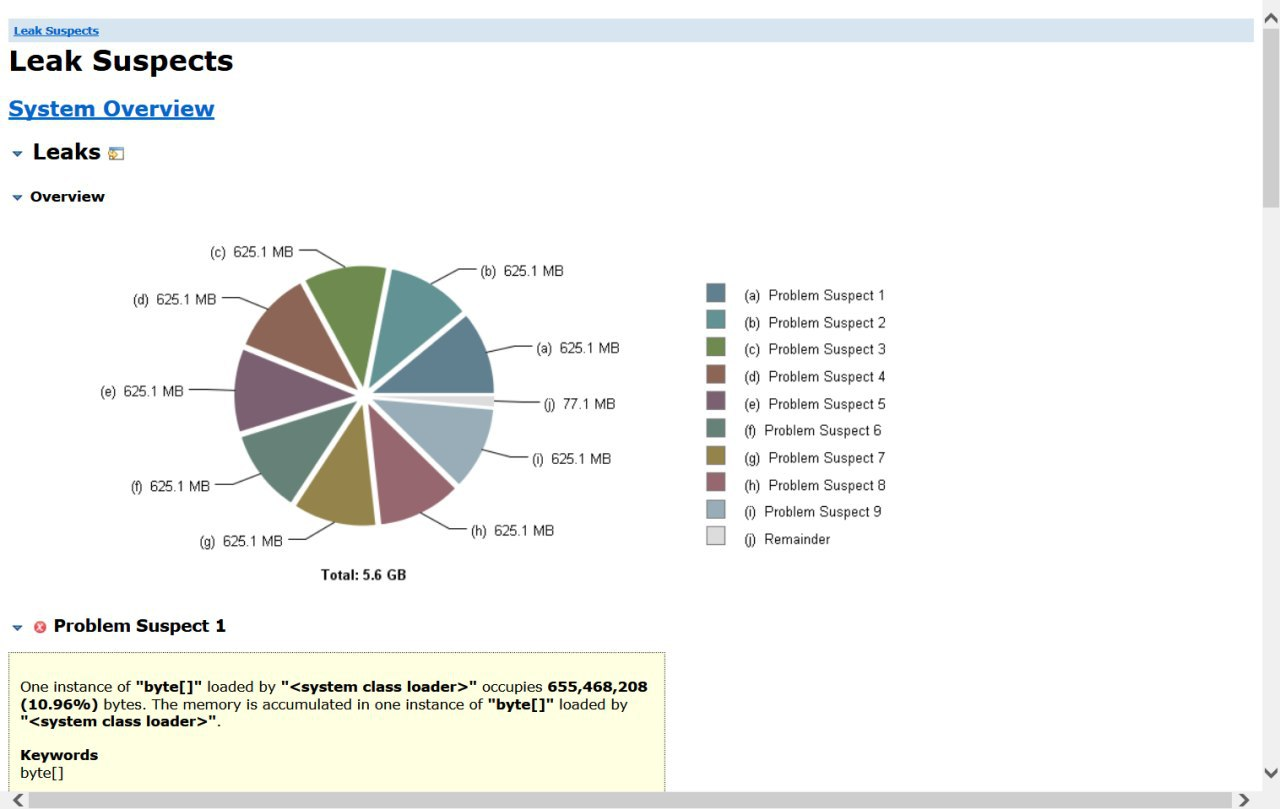 Leak Suspects
Leak Suspects
System Overview
Leaks
Overview
(c) 625.1 MB
(b) 625.1 MB
(d) 625.1 MB
(a) 625.1 MB
(e) 625.1 MB
(j) 77.1 MB
(i) 625.1 MB
(f) 625.1 MB
(h) 625.1 MB
(g) 625.1 MB
Total: 5.6 GB
(a) Problem Suspect 1
(b) Problem Suspect 2
(c) Problem Suspect 3
(d) Problem Suspect 4
(e) Problem Suspect 5
(f) Problem Suspect 6
(g) Problem Suspect 7
(h) Problem Suspect 8
(i) Problem Suspect 9
(j) Remainder
Problem Suspect 1
One instance of "byte[]" loaded by "<system class loader>" occupies 655,468,208
(10.96%) bytes. The memory is accumulated in one instance of "byte[]" loaded by
"<system class loader>".
Keywords
byte[]